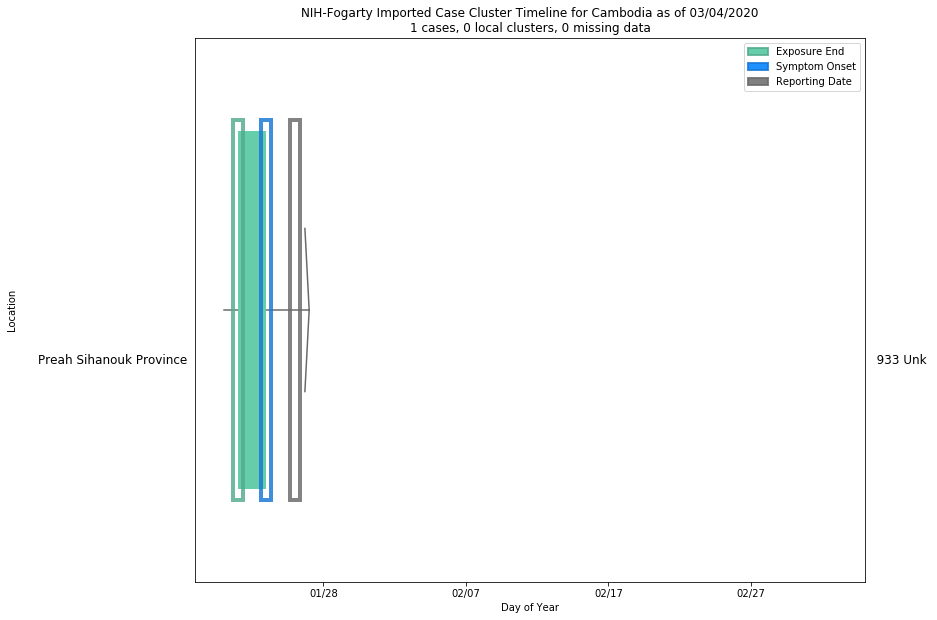 NIH-Fogarty Imported Case Cluster Timeline for Cambodia as of 03/04/2020
1 cases, 0 local clusters, 0 missing data
Exposure End
Symptom Onset
Reporting Date
Location
Preah Sihanouk Province
933 Unk
01/28
02/07
02/17
02/27
Day of Year